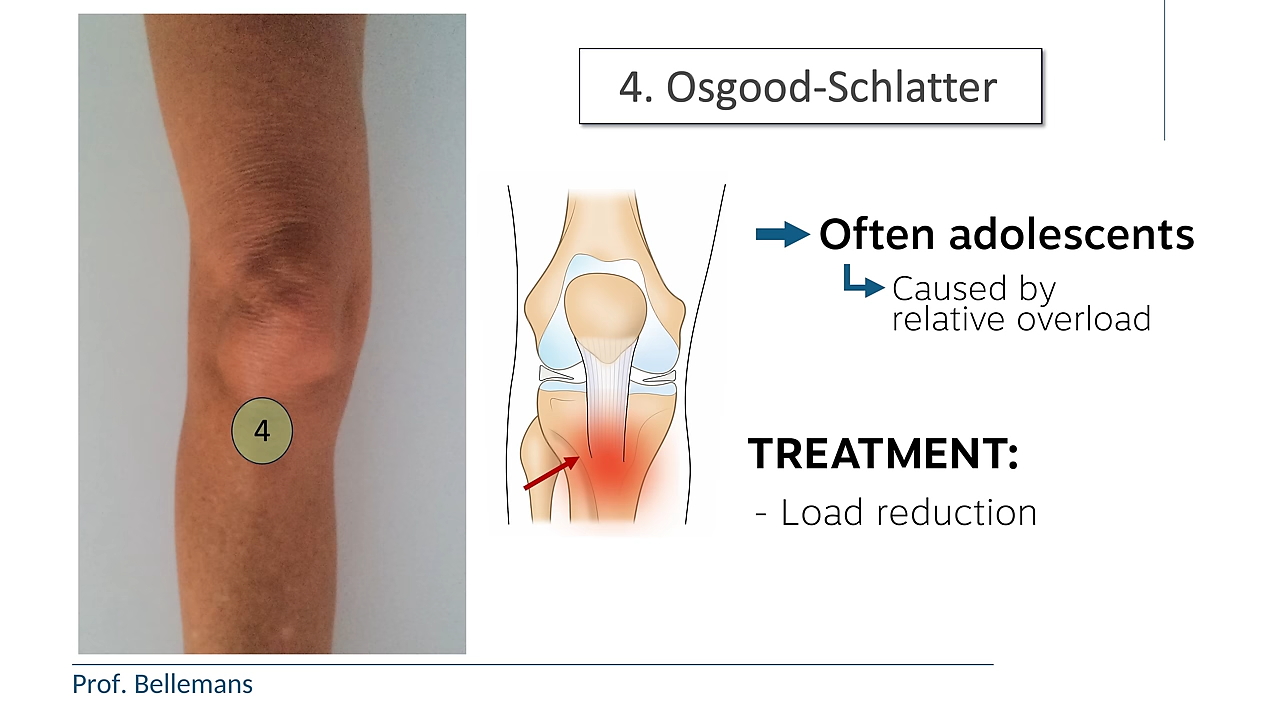 4. Osgood-Schlatter
Often adolescents
Caused by
relative overload
4
TREATMENT:
- Load reduction
Prof. Bellemans